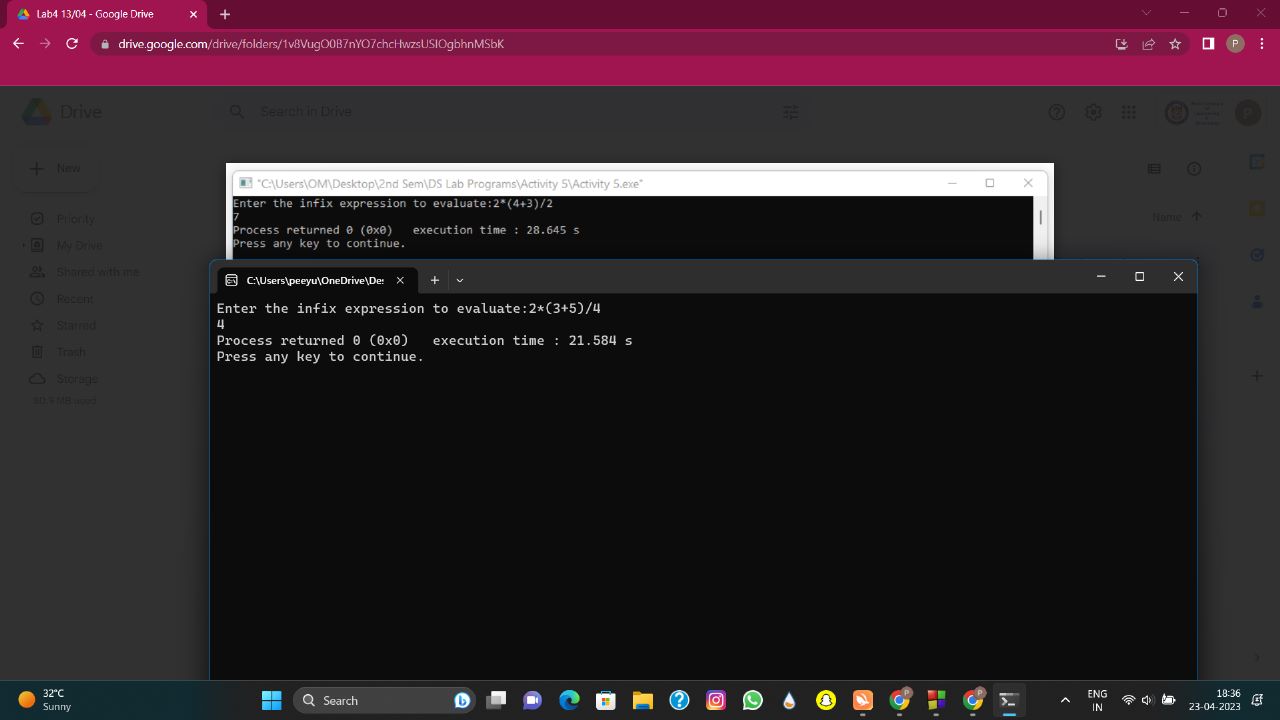 Lab4 13/04 - Google Drive
drive.google.com/drive/folders/1v8VugO0B7nYO7chcHwzsUSIOgbhnMSbK
P
Drive
Search in Drive
P
New
Priority
My Drive
Shared with me
Recent
Starred
Trash
Storage
80.9 MB used
Name
"C:\Users\OM\Desktop\2nd Sem\DS Lab Programs\Activity 5\Activity 5.exe"
Enter the infix expression to evaluate:2*(4+3)/2
7
Process returned 0 (0x0)   execution time : 28.645 s
Press any key to continue.
C:\Users\peeyu\OneDrive\Des
Enter the infix expression to evaluate:2*(3+5)/4
4
Process returned 0 (0x0)   execution time : 21.584 s
Press any key to continue.
32°C
Sunny
Search
ENG
IN
18:36
23-04-2023